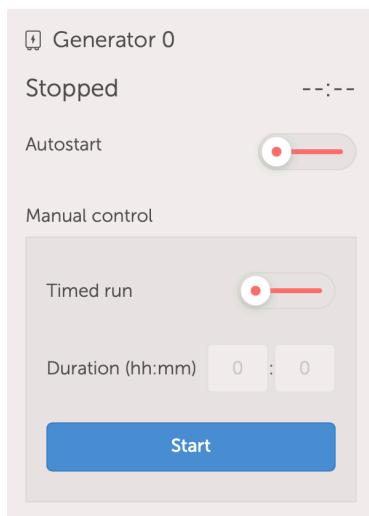 Generator 0
Stopped --:--
Autostart
Manual control
Timed run
Duration (hh:mm) 0 : 0
Start